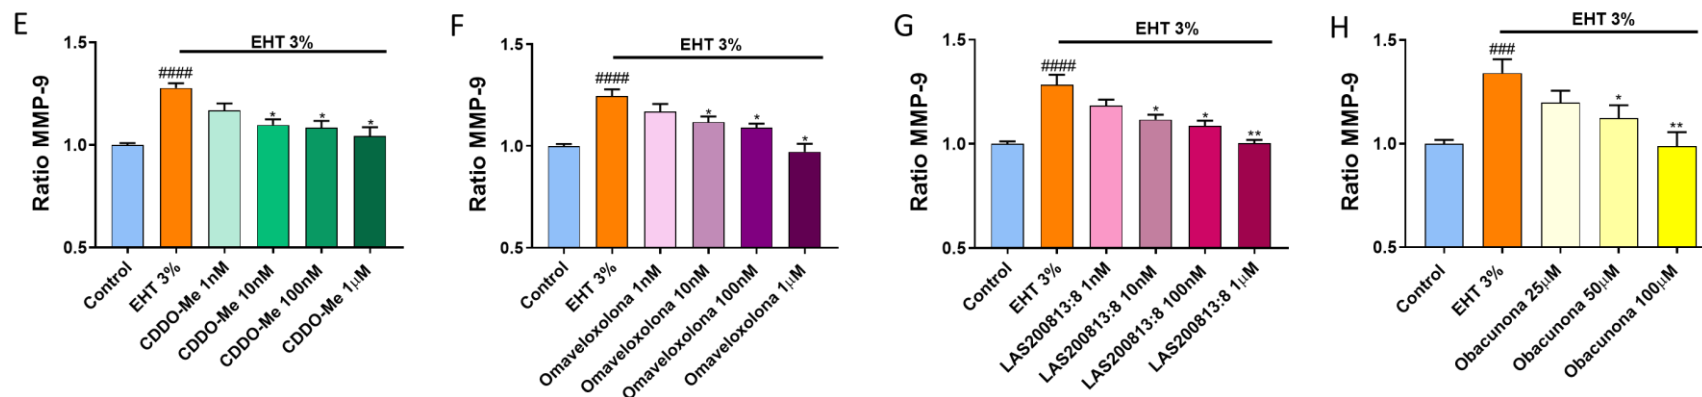 E
EHT 3%
1.5
####
Ratio MMP-9
*
*
*
1.0
0.5
Control
EHT 3%
CDDO-Me 1nM
CDDO-Me 10nM
CDDO-Me 100nM
CDDO-Me 1μM
F
EHT 3%
1.5
####
Ratio MMP-9
*
*
*
1.0
0.5
Control
EHT 3%
Omaveloxolona 1nM
Omaveloxolona 10nM
Omaveloxolona 100nM
Omaveloxolona 1μM
G
EHT 3%
1.5
####
Ratio MMP-9
*
*
**
1.0
0.5
Control
EHT 3%
LAS200813:8 1nM
LAS200813:8 10nM
LAS200813:8 100nM
LAS200813:8 1μM
H
EHT 3%
1.5
###
Ratio MMP-9
*
**
1.0
0.5
Control
EHT 3%
Obacunona 25μM
Obacunona 50μM
Obacunona 100μM